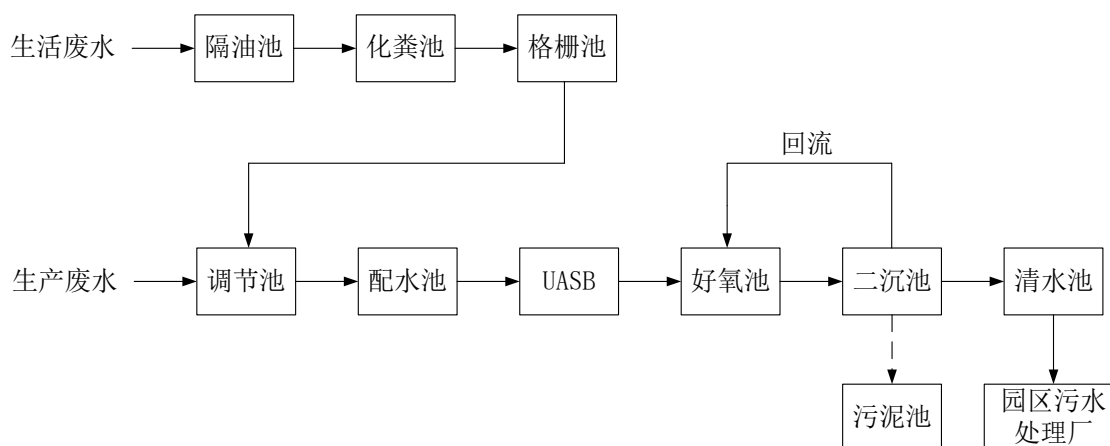 生活废水
隔油池
化粪池
格栅池
回流
生产废水
调节池
配水池
UASB
好氧池
二沉池
清水池
污泥池
园区污水
处理厂